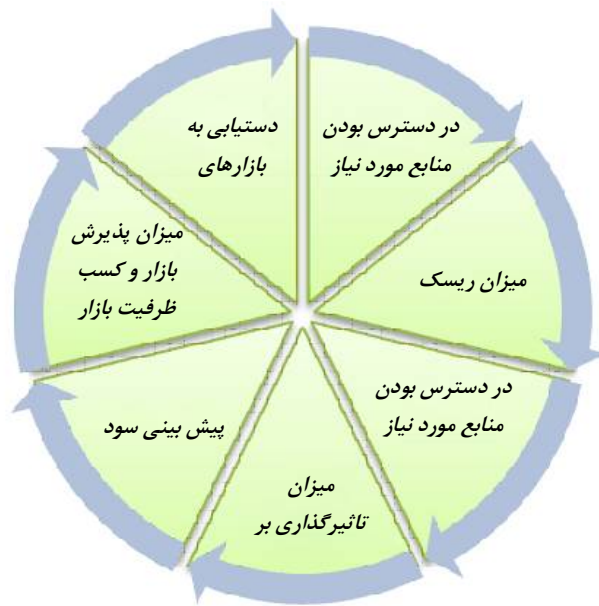 در دسترس بودن
منابع مورد نیاز
میزان ریسک
در دسترس بودن
منابع مورد نیاز
میزان
تاثیرگذاری بر
پیش بینی سود
میزان پذیرش
بازار و کسب
ظرفیت بازار
دستیابی به
بازارهای